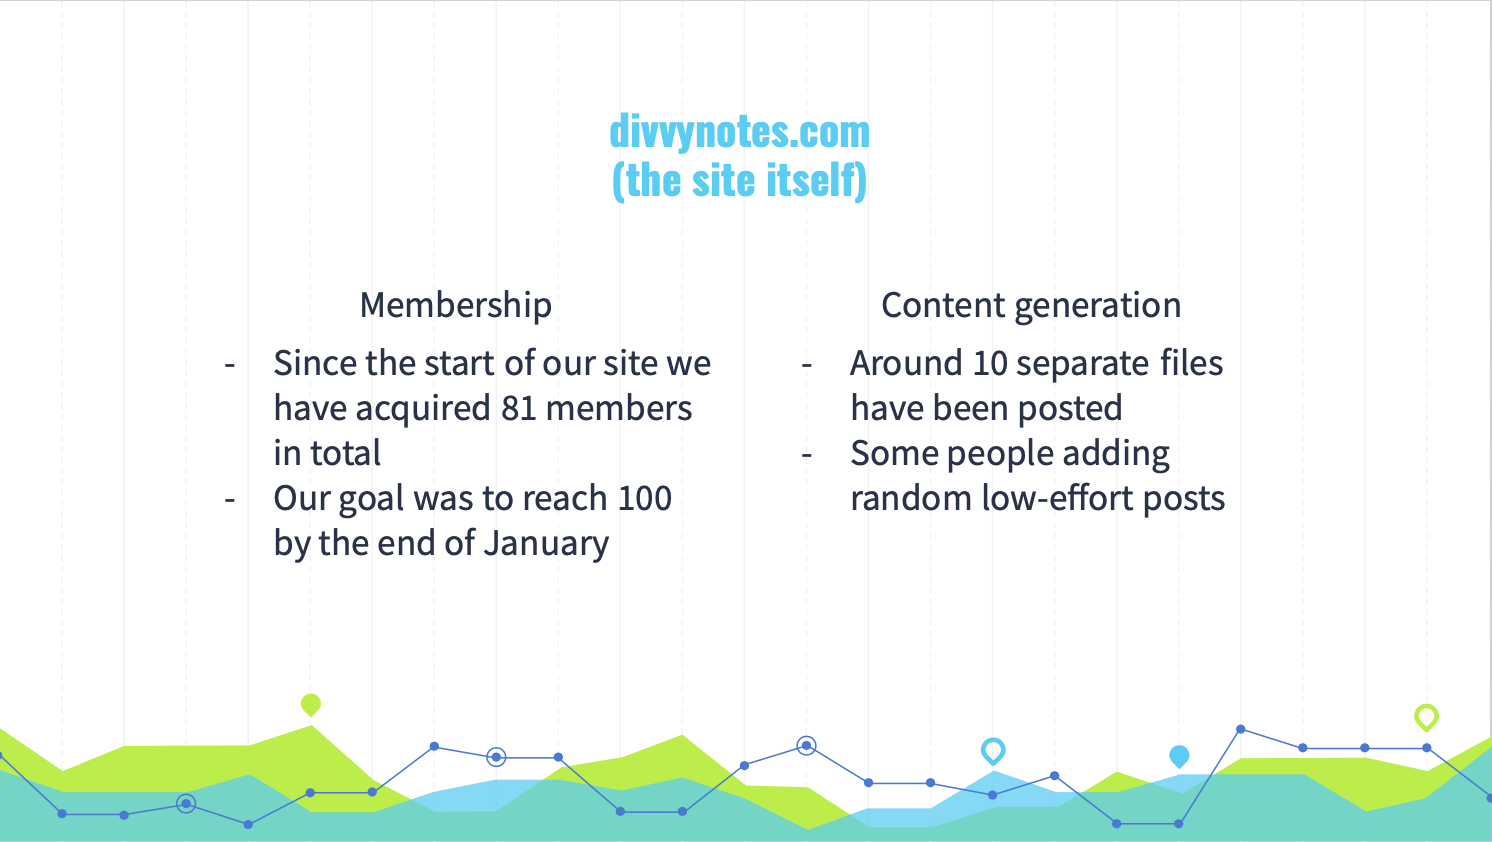 divvynotes.com
(the site itself)
Membership
- Since the start of our site we
have acquired 81 members
in total
- Our goal was to reach 100
by the end of January
Content generation
- Around 10 separate files
have been posted
- Some people adding
random low-effort posts